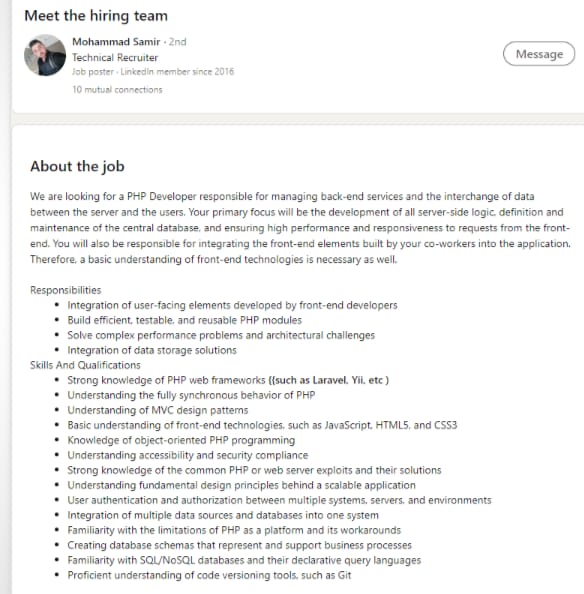 Meet the hiring team
Mohammad Samir · 2nd
Technical Recruiter
Job poster · LinkedIn member since 2016
10 mutual connections
Message
About the job
We are looking for a PHP Developer responsible for managing back-end services and the interchange of data
between the server and the users. Your primary focus will be the development of all server-side logic, definition and
maintenance of the central database, and ensuring high performance and responsiveness to requests from the front-
end. You will also be responsible for integrating the front-end elements built by your co-workers into the application.
Therefore, a basic understanding of front-end technologies is necessary as well.
Responsibilities
• Integration of user-facing elements developed by front-end developers
• Build efficient, testable, and reusable PHP modules
• Solve complex performance problems and architectural challenges
• Integration of data storage solutions
Skills And Qualifications
• Strong knowledge of PHP web frameworks {{such as Laravel, Yii, etc }
• Understanding the fully synchronous behavior of PHP
• Understanding of MVC design patterns
• Basic understanding of front-end technologies, such as JavaScript, HTML5, and CSS3
• Knowledge of object-oriented PHP programming
• Understanding accessibility and security compliance
• Strong knowledge of the common PHP or web server exploits and their solutions
• Understanding fundamental design principles behind a scalable application
• User authentication and authorization between multiple systems, servers, and environments
• Integration of multiple data sources and databases into one system
• Familiarity with the limitations of PHP as a platform and its workarounds
• Creating database schemas that represent and support business processes
• Familiarity with SQL/NoSQL databases and their declarative query languages
• Proficient understanding of code versioning tools, such as Git